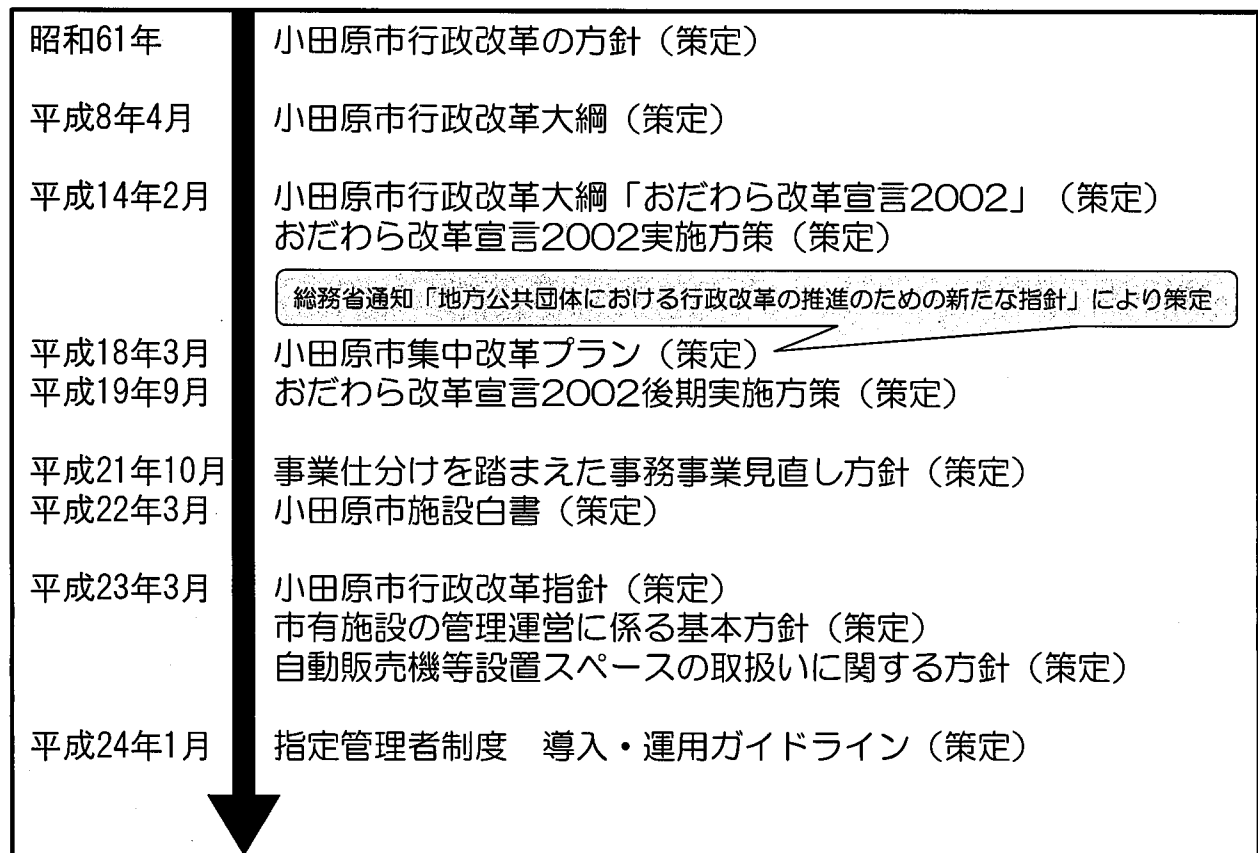 昭和61年 小田原市行政改革の方針（策定）
平成8年4月 小田原市行政改革大綱（策定）
平成14年2月 小田原市行政改革大綱「おだわら改革宣言2002」（策定）
おだわら改革宣言2002実施方策（策定）
総務省通知「地方公共団体における行政改革の推進のための新たな指針」により策定
平成18年3月 小田原市集中改革プラン（策定）
平成19年9月 おだわら改革宣言2002後期実施方策（策定）
平成21年10月 事業仕分けを踏まえた事務事業見直し方針（策定）
平成22年3月 小田原市施設白書（策定）
平成23年3月 小田原市行政改革指針（策定）
市有施設の管理運営に係る基本方針（策定）
自動販売機等設置スペースの取扱いに関する方針（策定）
平成24年1月 指定管理者制度　導入・運用ガイドライン（策定）